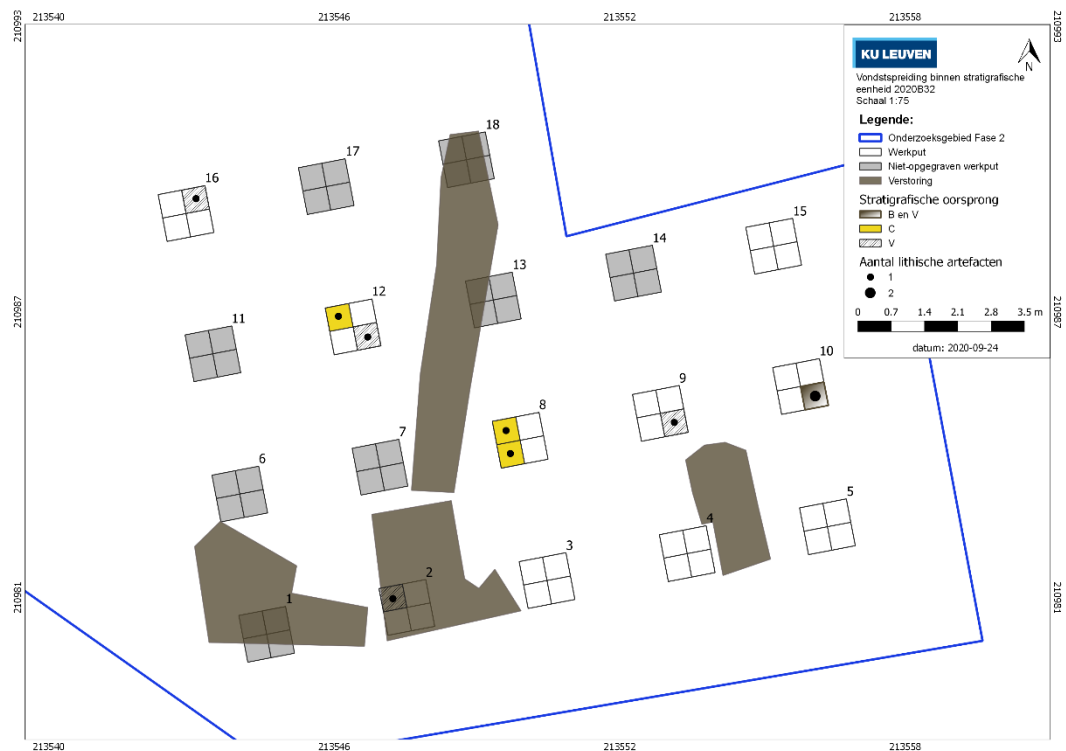 213540
213546
213552
213558
210993
210993
KU LEUVEN
N
Vondstspreiding binnen stratigrafische
eenheid 2020B32
Schaal 1:75
Legende:
Onderzoeksgebied Fase 2
Werkput
Niet-opgegraven werkput
Verstoring
Stratigrafische oorsprong
B en V
C
V
Aantal lithische artefacten
1
2
0 0.7 1.4 2.1 2.8 3.5 m
datum: 2020-09-24
18
17
16
15
14
13
12
11
10
9
8
7
6
5
4
3
2
1
210987
210987
210981
210981
213540
213546
213552
213558